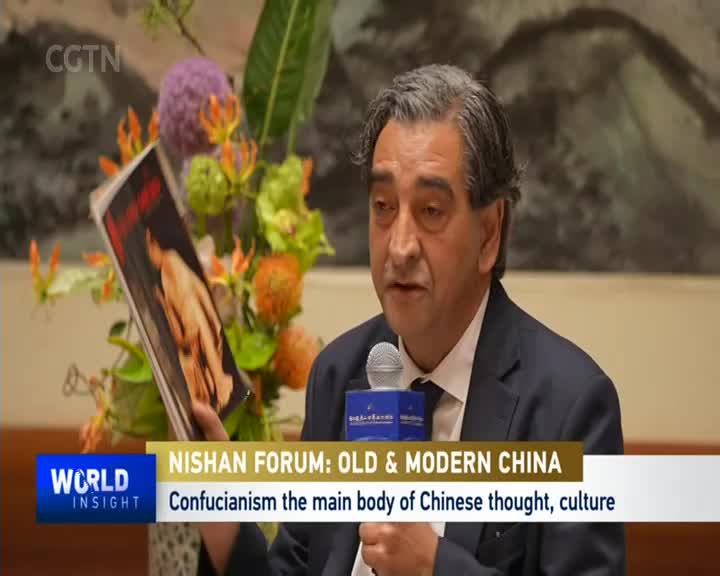 CGTN
NISHAN FORUM: OLD & MODERN CHINA
WORLD
INSIGHT
Confucianism the main body of Chinese thought, culture